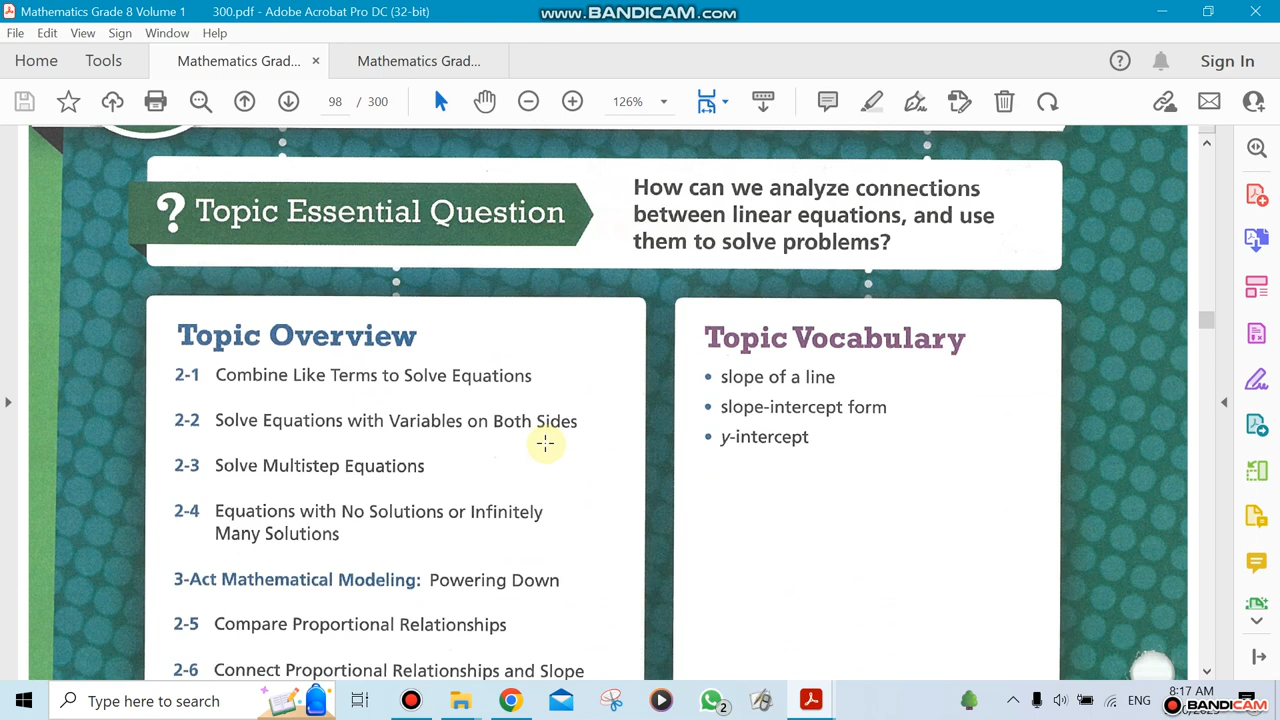 Mathematics Grade 8 Volume 1 300.pdf - Adobe Acrobat Pro DC (32-bit)
www.BANDICAM.com
File Edit View Sign Window Help
Home Tools Mathematics Grad... × Mathematics Grad... Sign In
98 / 300 126%
? Topic Essential Question
How can we analyze connections
between linear equations, and use
them to solve problems?
Topic Overview
2-1 Combine Like Terms to Solve Equations
2-2 Solve Equations with Variables on Both Sides
2-3 Solve Multistep Equations
2-4 Equations with No Solutions or Infinitely
Many Solutions
3-Act Mathematical Modeling: Powering Down
2-5 Compare Proportional Relationships
2-6 Connect Proportional Relationships and Slope
Topic Vocabulary
• slope of a line
• slope-intercept form
• y-intercept
Type here to search
2
ENG
8:17 AM
BANDICAM